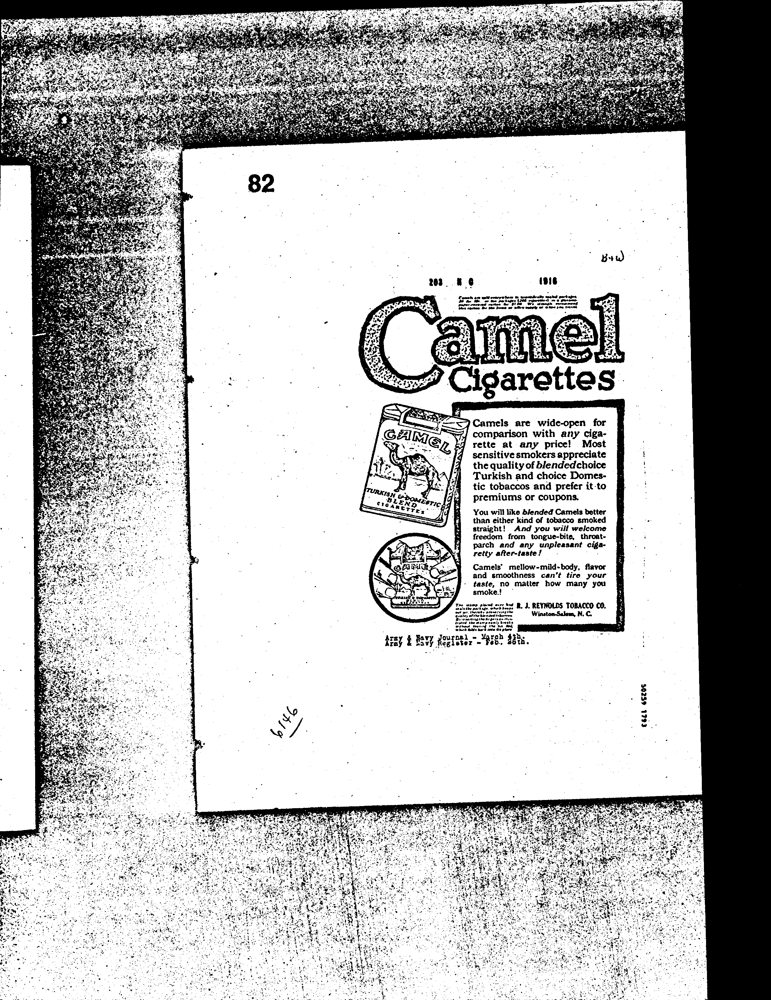 82
B+W
1916
Camel
Cigarettes
CAMEL
TURKISH & DOMESTIC
BLEND
CIGARETTES
Camels are wide-open for
comparison with any ciga-
rette at any price! Most
sensitive smokers appreciate
the quality of blended choice
Turkish and choice Domes-
tic tobaccos and prefer it to
premiums or coupons.
You will like blended Camels better
than either kind of tobacco smoked
straight! And you will welcome
freedom from tongue-bite, throat-
parch and any unpleasant ciga-
retty after-taste!
Camels' mellow-mild-body, flavor
and smoothness can't tire your
taste, no matter how many you
smoke!
R. J. REYNOLDS TOBACCO CO.
Winston-Salem, N. C.
Army & Navy Journal - March 4th.
Army & Navy Register - Feb. 26th.
6146
50259 1793